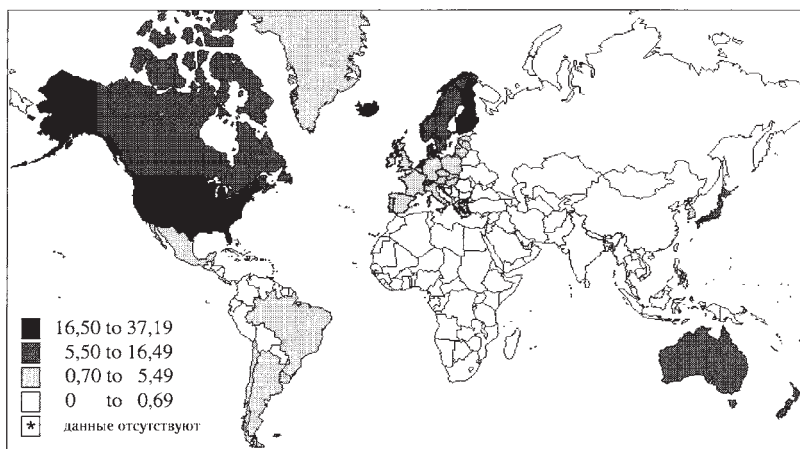 16,50 to 37,19
5,50 to 16,49
0,70 to 5,49
0 to 0,69
* данные отсутствуют